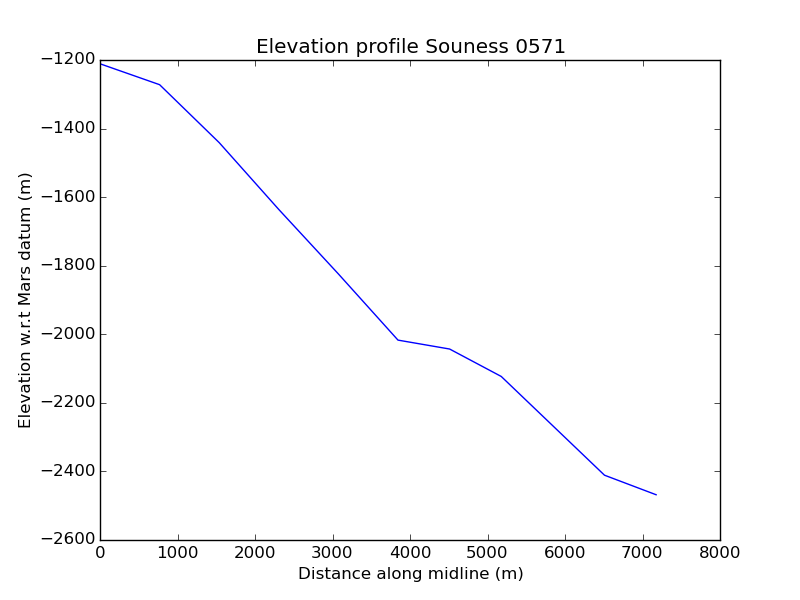 Elevation profile Souness 0571
−1200
−1400
−1600
−1800
−2000
−2200
−2400
−2600
Elevation w.r.t Mars datum (m)
0 1000 2000 3000 4000 5000 6000 7000 8000
Distance along midline (m)